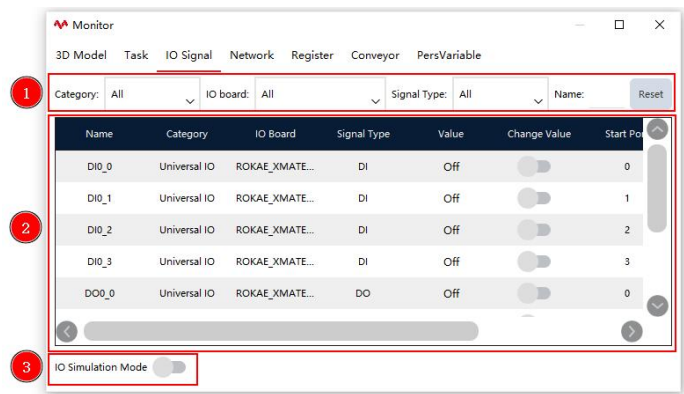 Monitor
3D Model Task IO Signal Network Register Conveyor PersVariable
1
Category: All IO board: All Signal Type: All Name: Reset
Name Category IO Board Signal Type Value Change Value Start Por
DI0_0 Universal IO ROKAE_XMATE... DI Off 0
DI0_1 Universal IO ROKAE_XMATE... DI Off 1
2
DI0_2 Universal IO ROKAE_XMATE... DI Off 2
DI0_3 Universal IO ROKAE_XMATE... DI Off 3
DO0_0 Universal IO ROKAE_XMATE... DO Off 0
3
IO Simulation Mode